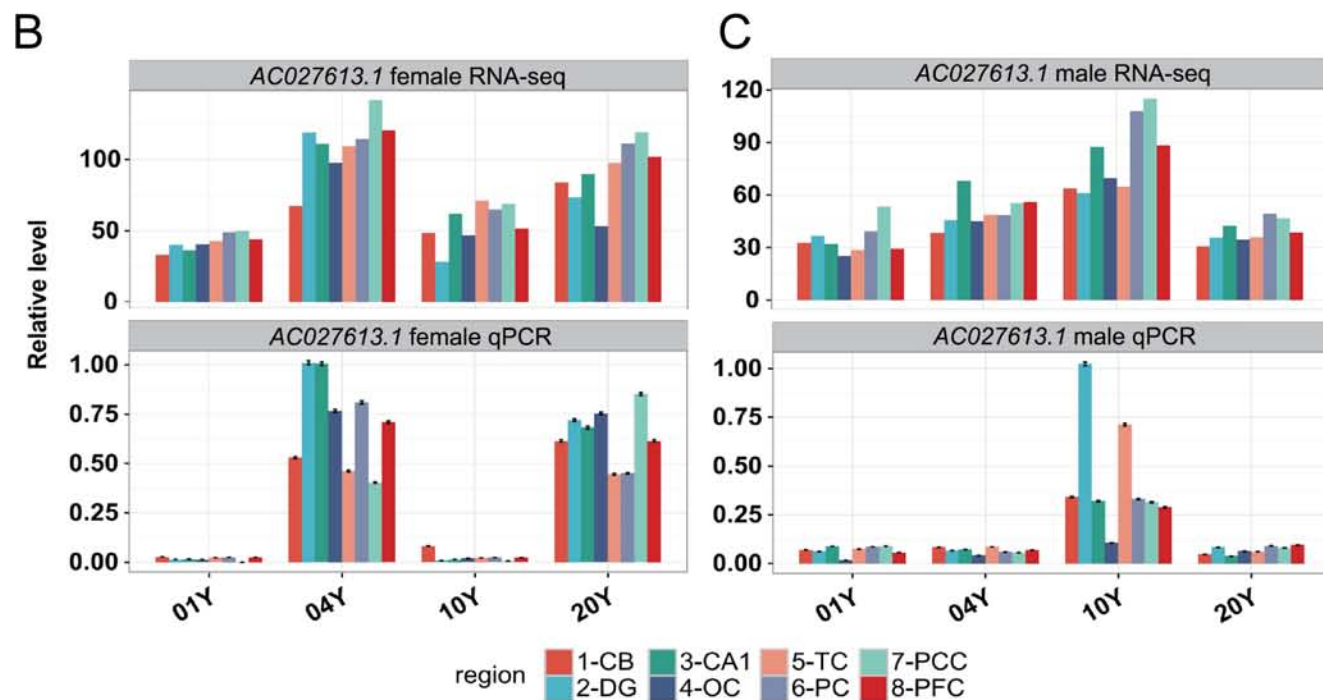 B
AC027613.1 female RNA-seq
100
50
0
AC027613.1 female qPCR
1.00
0.75
0.50
0.25
0.00
01Y 04Y 10Y 20Y
Relative level
C
AC027613.1 male RNA-seq
120
90
60
30
0
AC027613.1 male qPCR
1.00
0.75
0.50
0.25
0.00
01Y 04Y 10Y 20Y
region
1-CB 3-CA1 5-TC 7-PCC
2-DG 4-OC 6-PC 8-PFC